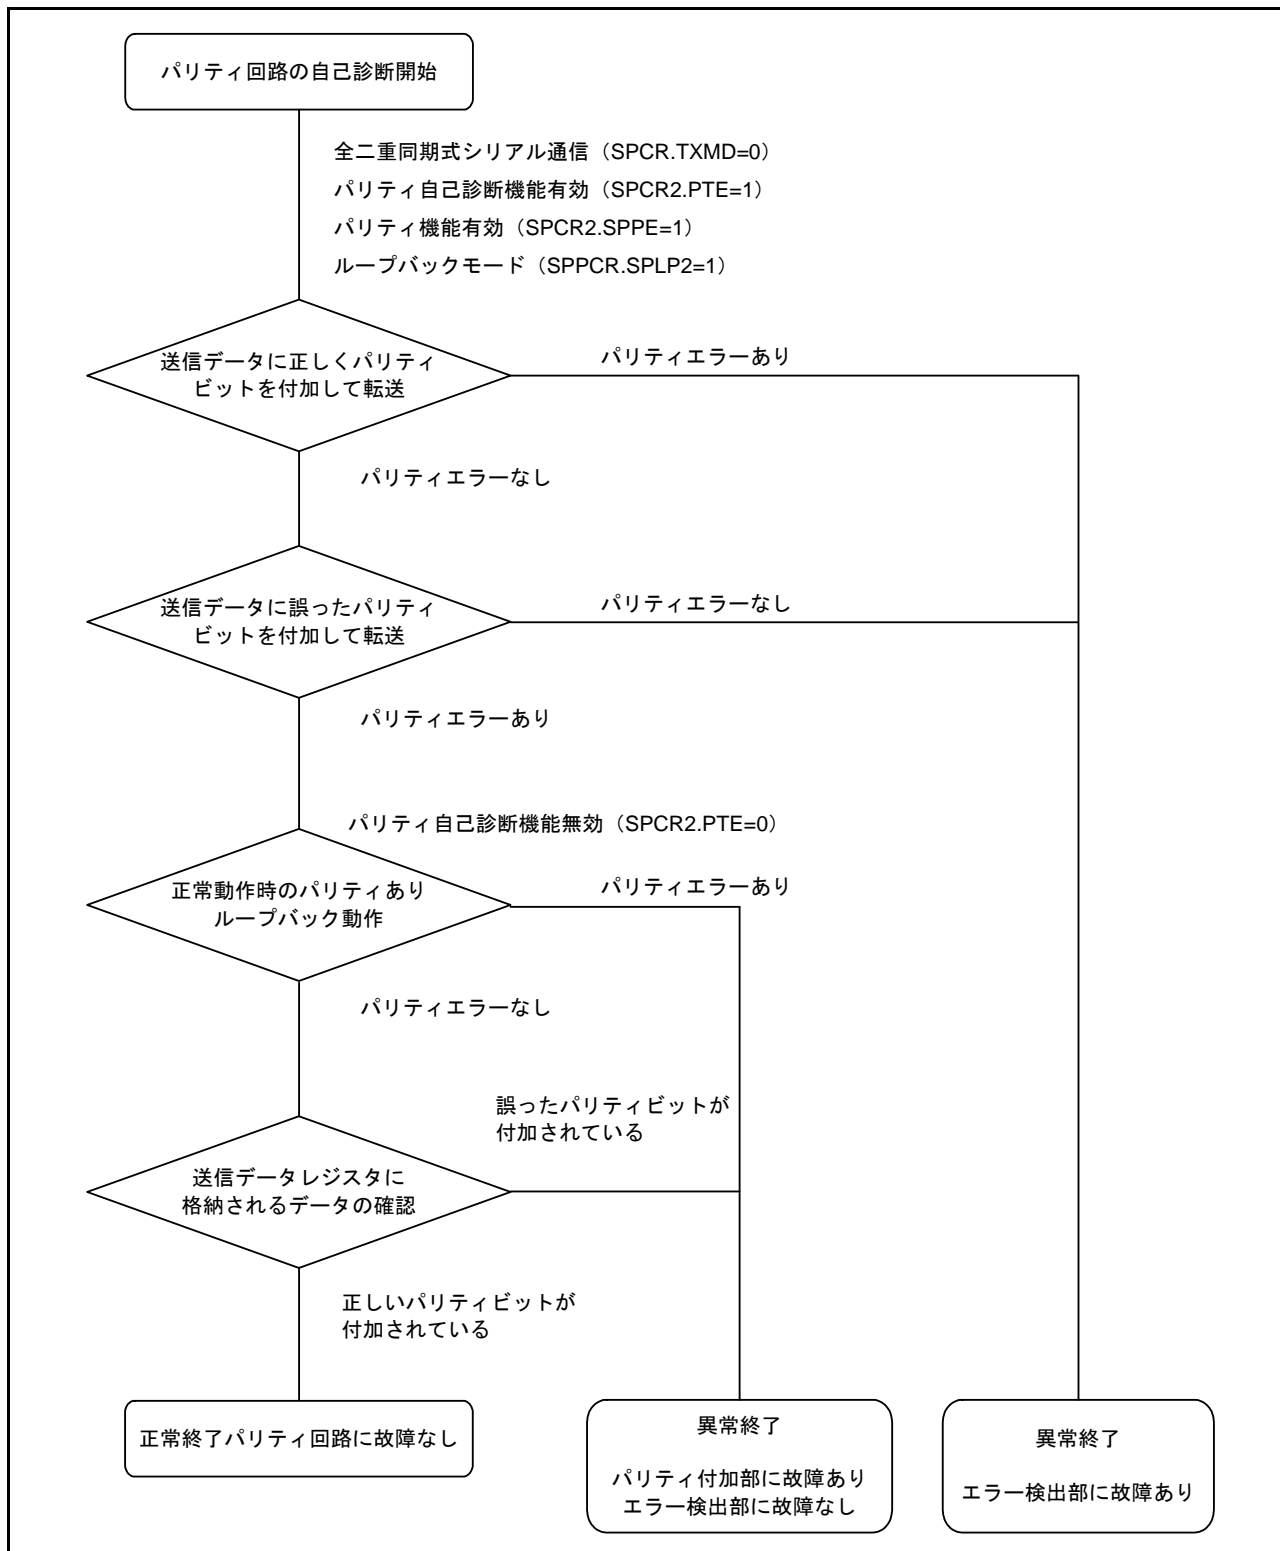 パリティ回路の自己診断開始
全二重同期式シリアル通信（SPCR.TXMD=0）
パリティ自己診断機能有効（SPCR2.PTE=1）
パリティ機能有効（SPCR2.SPPE=1）
ループバックモード（SPPCR.SPLP2=1）
送信データに正しくパリティ
ビットを付加して転送
パリティエラーあり
パリティエラーなし
送信データに誤ったパリティ
ビットを付加して転送
パリティエラーなし
パリティエラーあり
パリティ自己診断機能無効（SPCR2.PTE=0）
正常動作時のパリティあり
ループバック動作
パリティエラーあり
パリティエラーなし
誤ったパリティビットが
付加されている
送信データレジスタに
格納されるデータの確認
正しいパリティビットが
付加されている
正常終了パリティ回路に故障なし
異常終了
パリティ付加部に故障あり
エラー検出部に故障なし
異常終了
エラー検出部に故障あり